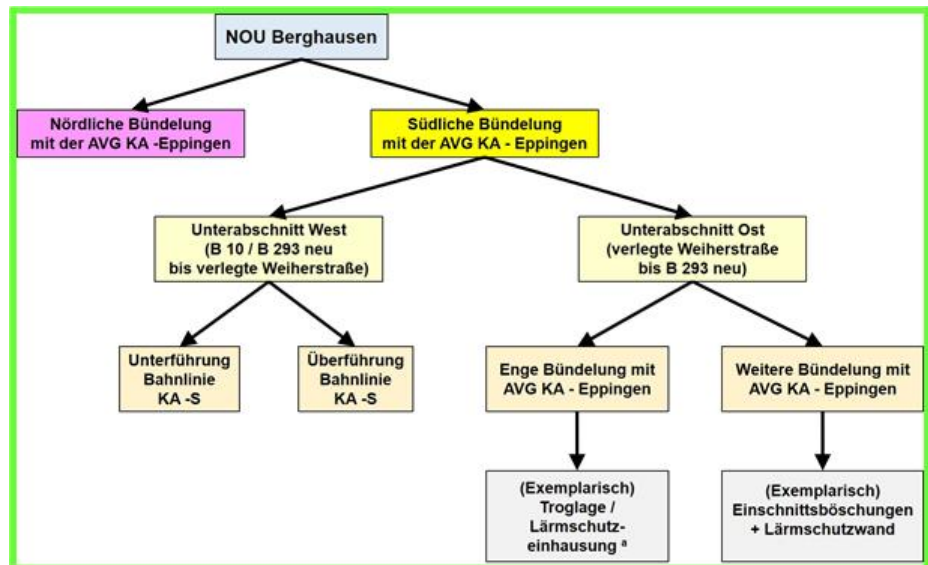 NOU Berghausen
Nördliche Bündelung
mit der AVG KA -Eppingen
Südliche Bündelung
mit der AVG KA - Eppingen
Unterabschnitt West
(B 10 / B 293 neu
bis verlegte Weiherstraße)
Unterabschnitt Ost
(verlegte Weiherstraße
bis B 293 neu)
Unterführung
Bahnlinie
KA -S
Überführung
Bahnlinie
KA -S
Enge Bündelung mit
AVG KA - Eppingen
Weitere Bündelung mit
AVG KA - Eppingen
(Exemplarisch)
Troglage /
Lärmschutz-
einhausung ª
(Exemplarisch)
Einschnittsböschungen
+ Lärmschutzwand